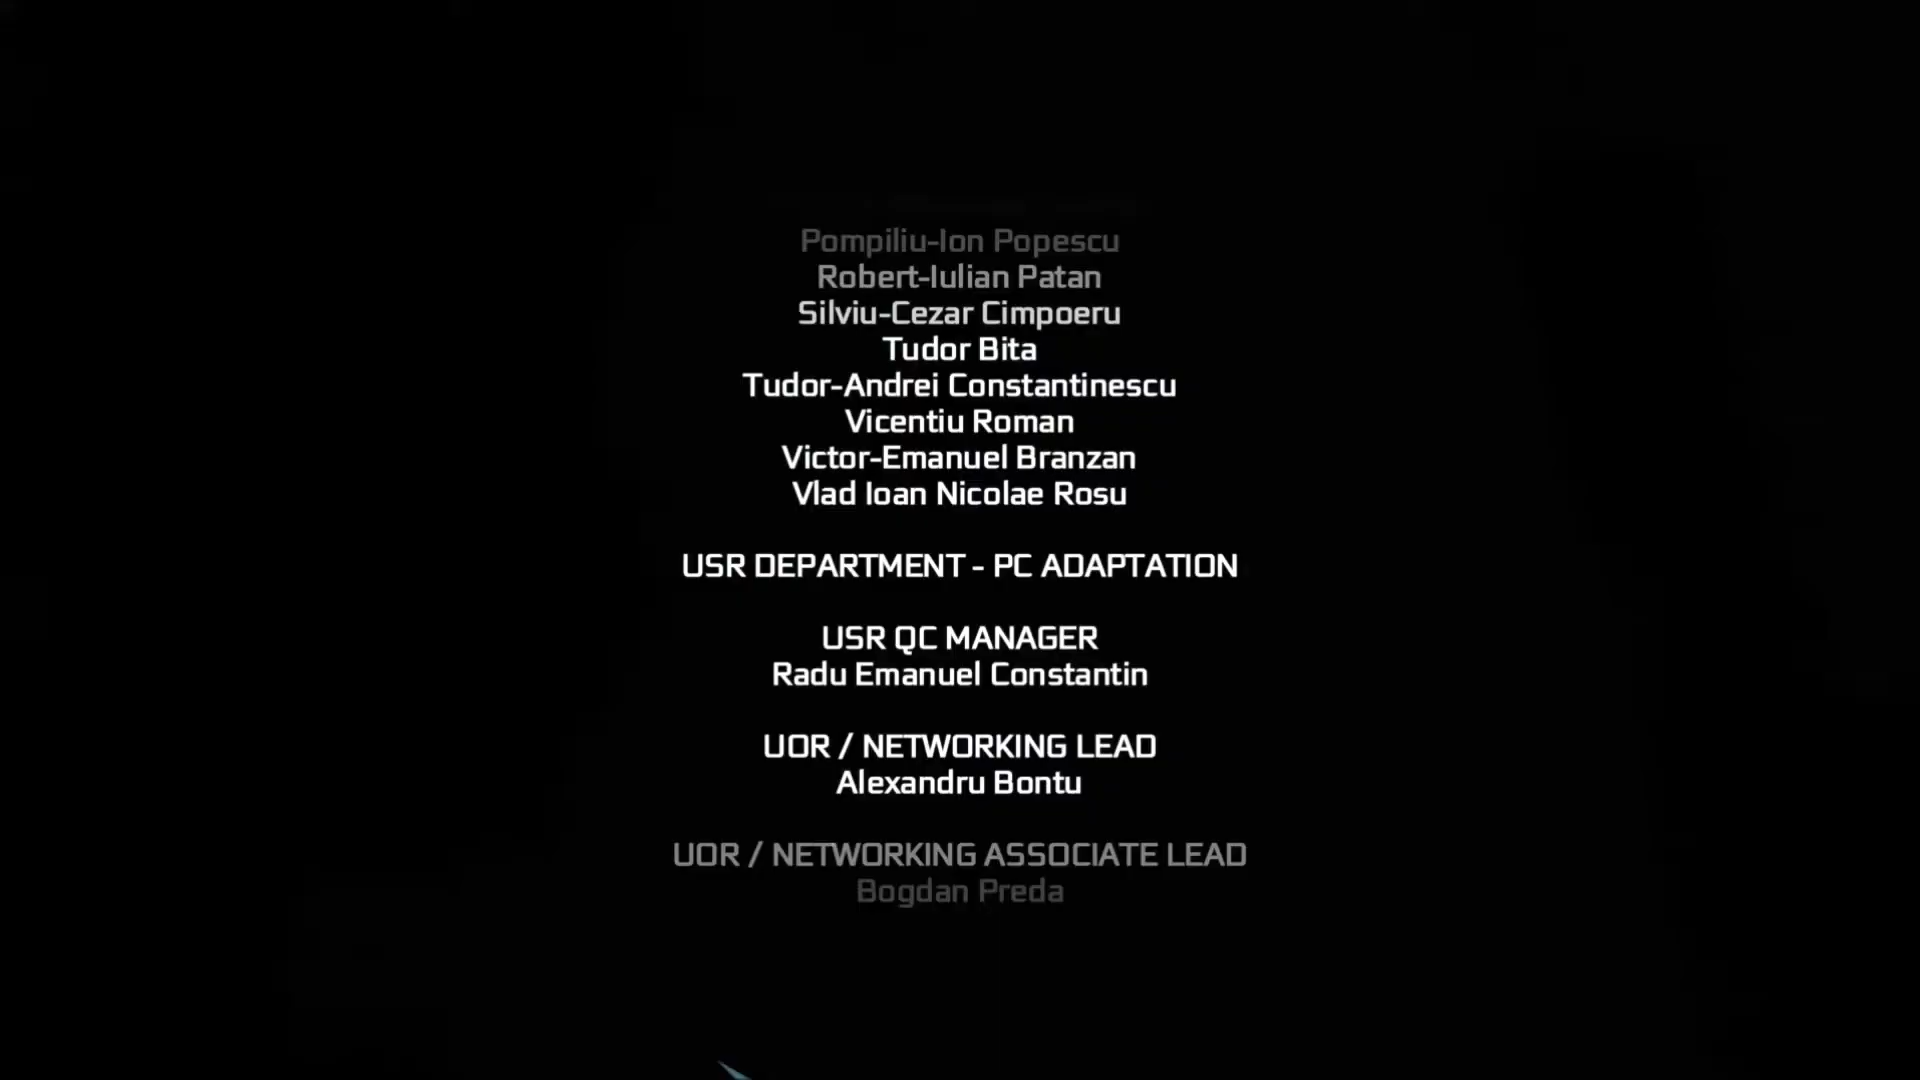 Pompiliu-Ion Popescu
Robert-Iulian Patan
Silviu-Cezar Cimpoeru
Tudor Bita
Tudor-Andrei Constantinescu
Vicentiu Roman
Victor-Emanuel Branzan
Vlad Ioan Nicolae Rosu
USR DEPARTMENT - PC ADAPTATION
USR QC MANAGER
Radu Emanuel Constantin
UOR / NETWORKING LEAD
Alexandru Bontu
UOR / NETWORKING ASSOCIATE LEAD
Bogdan Preda